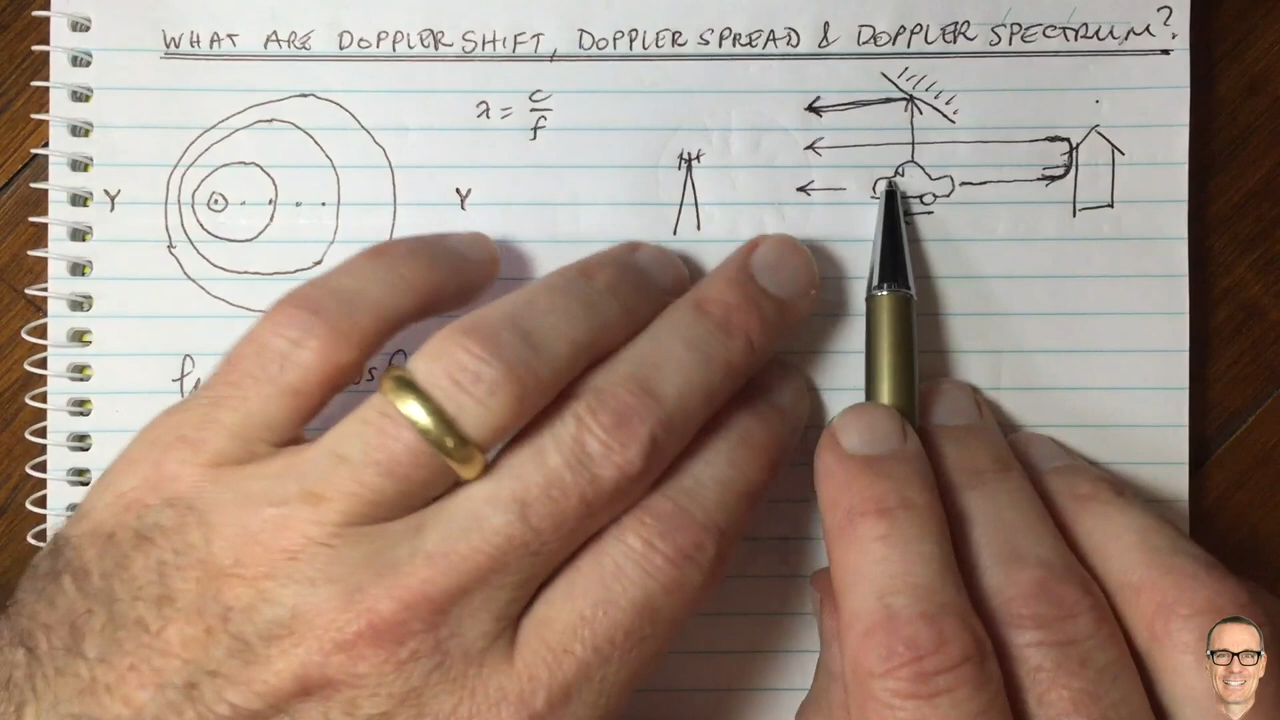 WHAT ARE DOPPLER SHIFT, DOPPLER SPREAD & DOPPLER SPECTRUM?
λ = c/f
Y Y